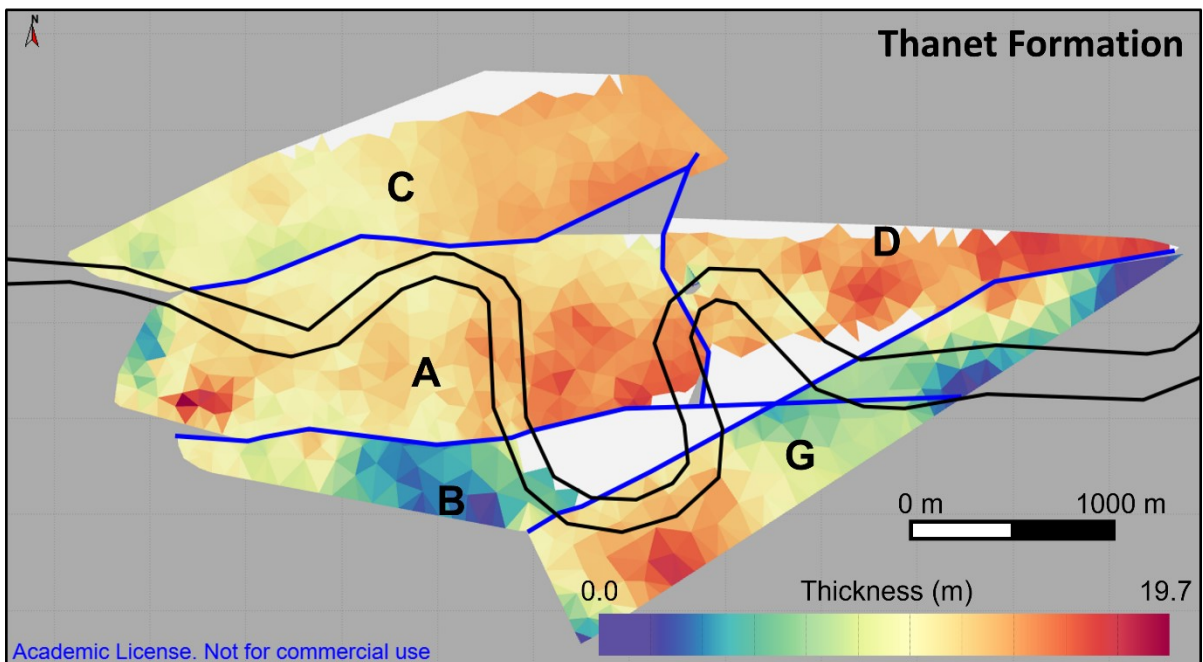 N
Thanet Formation
C
D
A
G
B
0 m 1000 m
0.0 Thickness (m) 19.7
Academic License. Not for commercial use